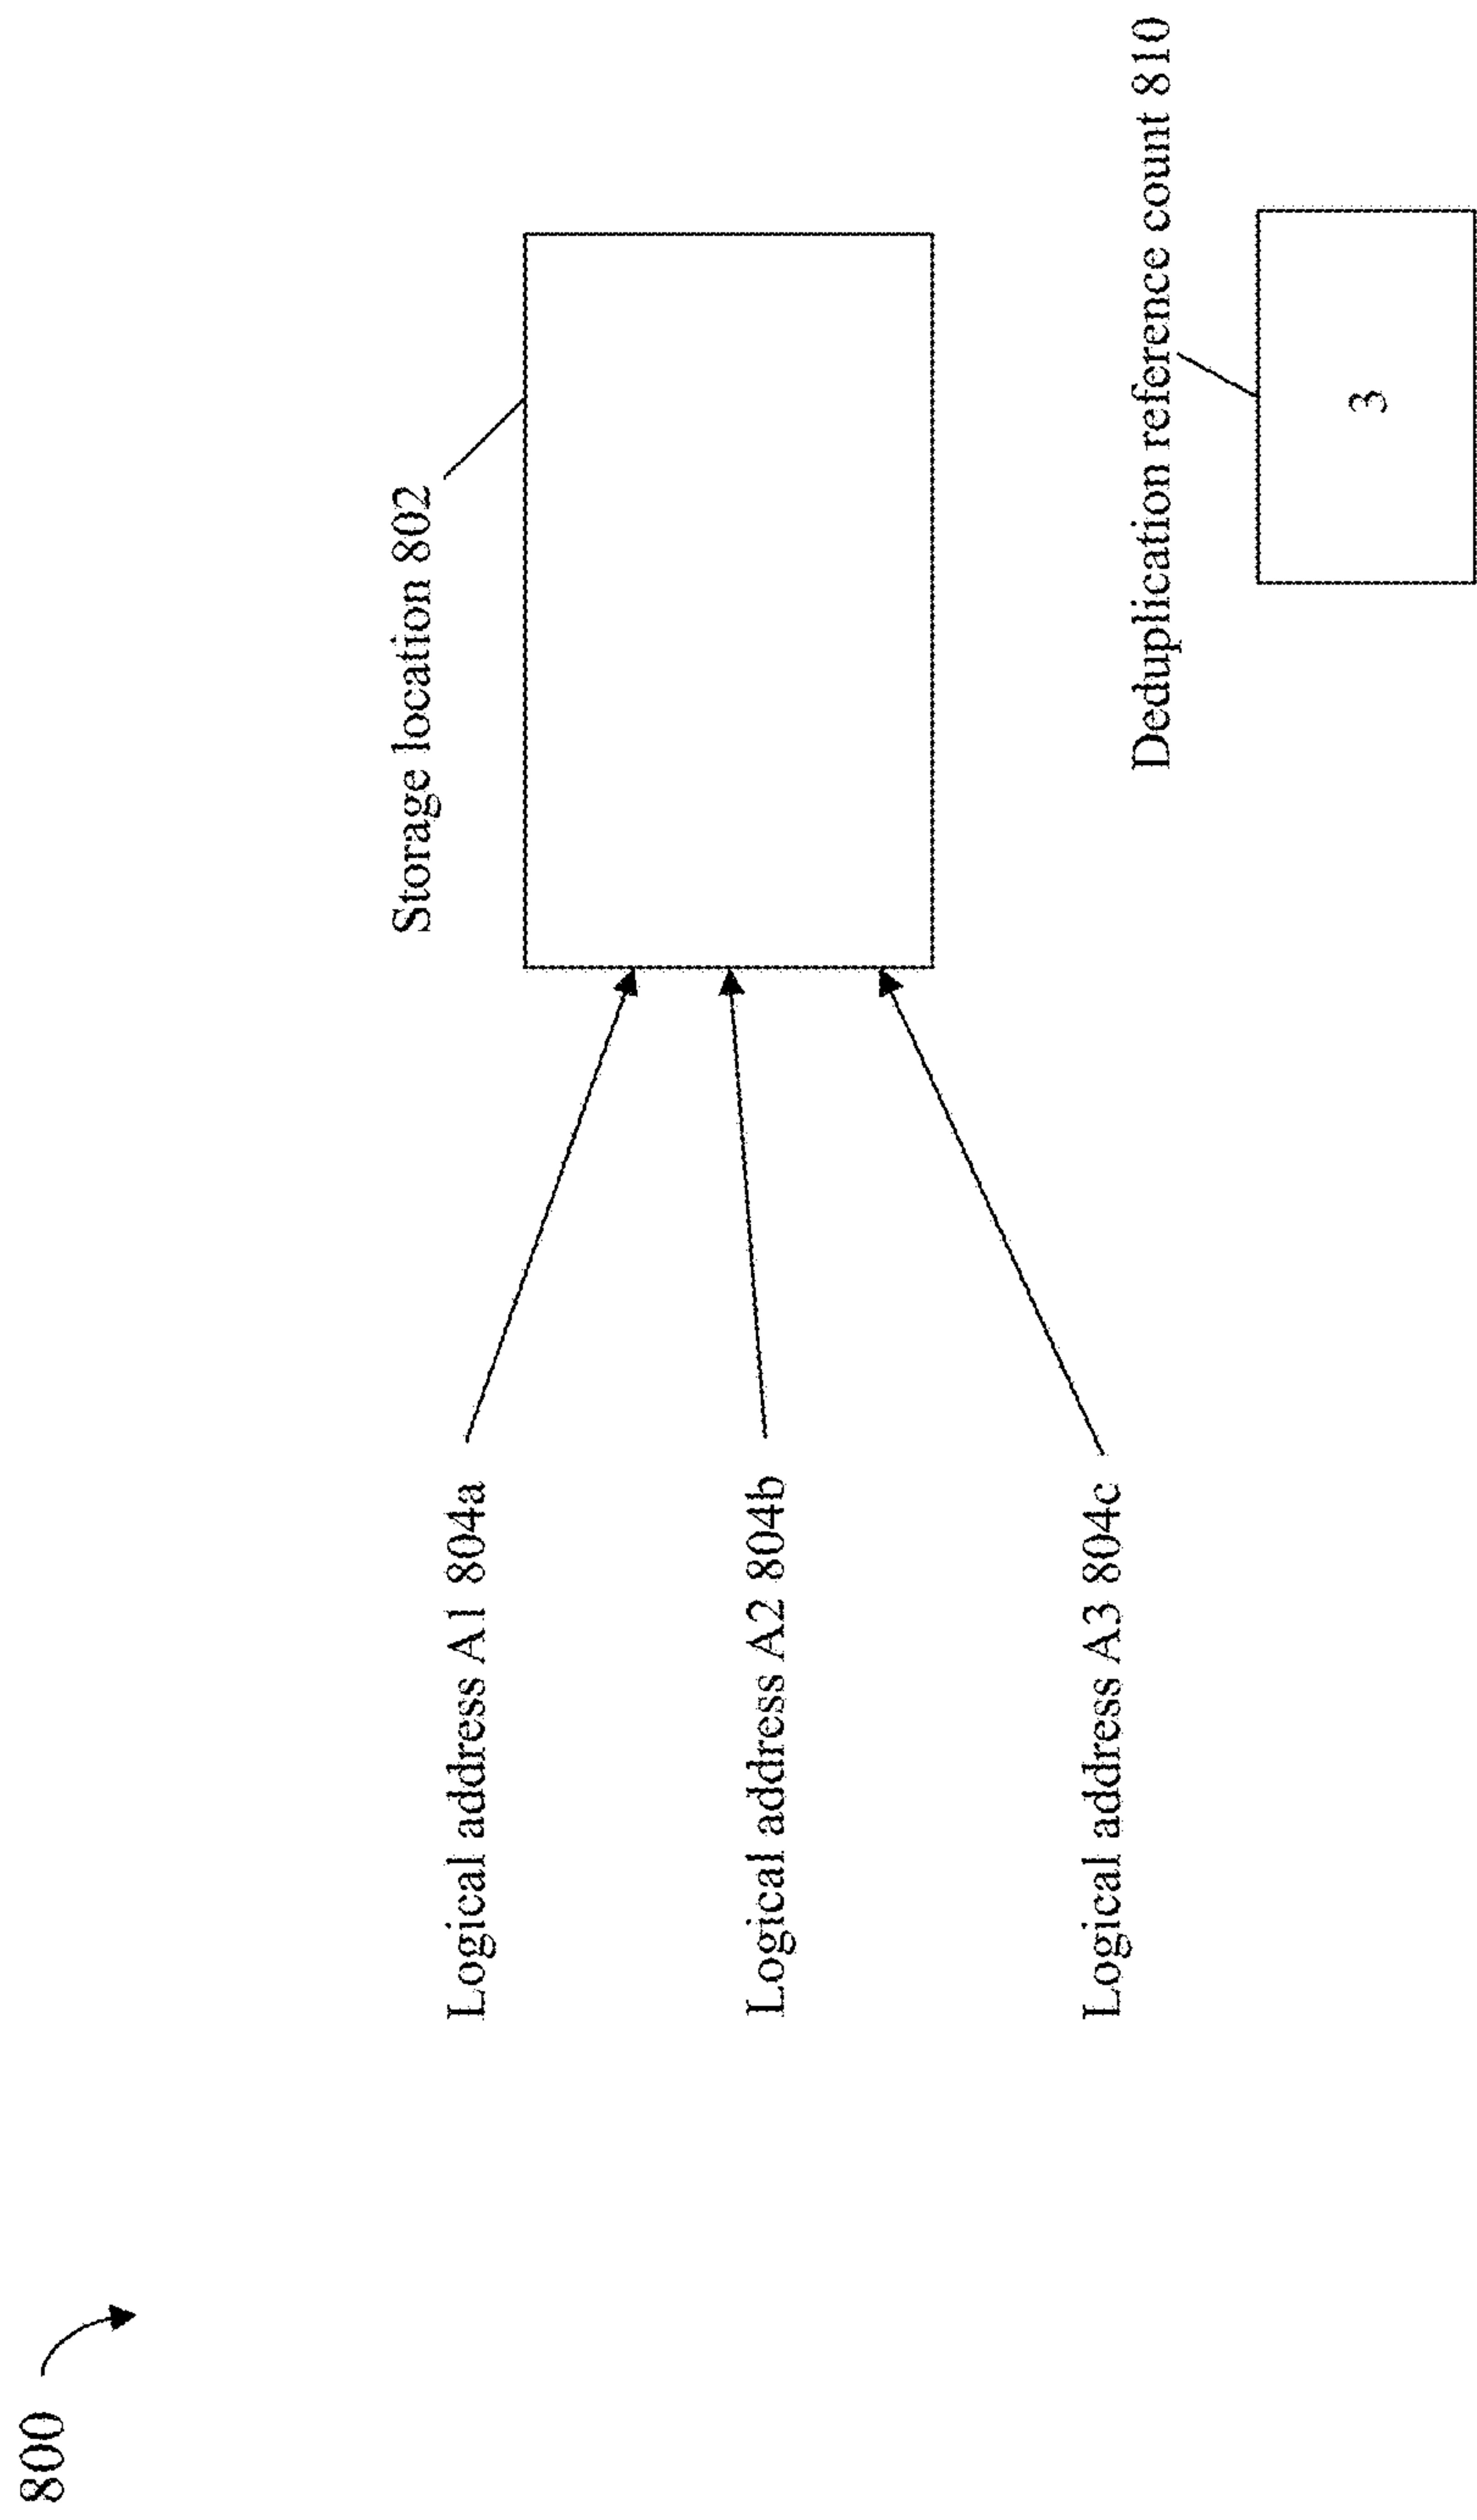 800
Storage location 802
Logical address A1 804a
Logical address A2 804b
Logical address A3 804c
Deduplication reference count 810
3